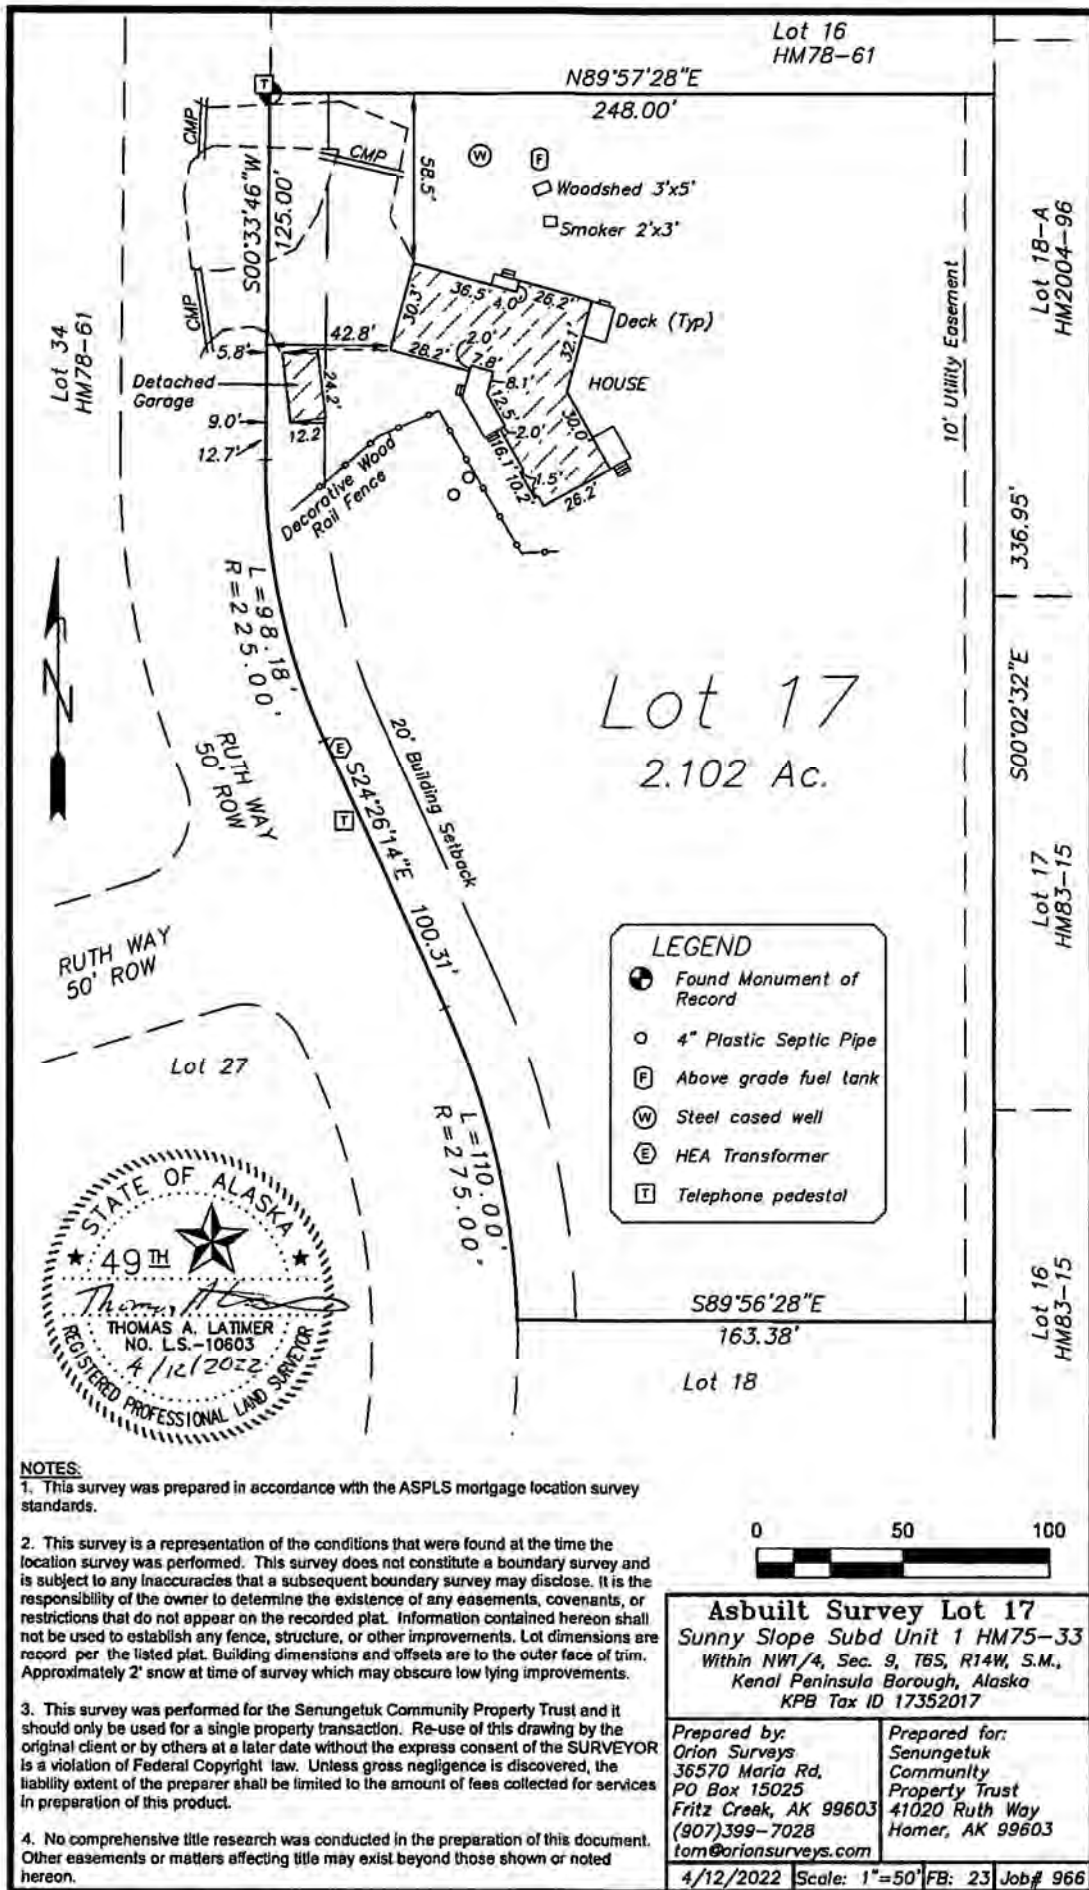 Lot 16
HM78-61
N89°57'28"E
248.00'
T
CMP
CMP
CMP
S00°33'46"W
125.00'
58.5'
W
F
Woodshed 3'x5'
Smoker 2'x3'
10' Utility Easement
Lot 18-A
HM2004-96
Lot 34
HM78-61
36.5'
4.0'
26.2'
30.3'
Deck (Typ)
42.8'
2.0'
28.2'
7.8'
32.1'
5.8'
Detached
Garage
24.2'
8.1'
HOUSE
12.5'
9.0'
12.2
2.0'
30.0'
12.7'
16.1'
10.2'
1.5'
26.2'
Decorative Wood
Rail Fence
336.95'
L=98.18'
R=225.00'
N
Lot 17
2.102 Ac.
S00°02'32"E
RUTH WAY
50' ROW
E
T
S24°26'14"E 100.31'
20' Building Setback
RUTH WAY
50' ROW
Lot 17
HM83-15
LEGEND
Found Monument of
Record
4" Plastic Septic Pipe
F Above grade fuel tank
W Steel cased well
E HEA Transformer
T Telephone pedestal
Lot 27
L=110.00'
R=275.00'
STATE OF ALASKA
49 TH
THOMAS A. LATIMER
NO. L.S.-10603
4/12/2022
REGISTERED PROFESSIONAL LAND SURVEYOR
S89°56'28"E
163.38'
Lot 18
Lot 16
HM83-15
NOTES:
1. This survey was prepared in accordance with the ASPLS mortgage location survey
standards.
2. This survey is a representation of the conditions that were found at the time the
location survey was performed. This survey does not constitute a boundary survey and
is subject to any inaccuracies that a subsequent boundary survey may disclose. It is the
responsibility of the owner to determine the existence of any easements, covenants, or
restrictions that do not appear on the recorded plat. Information contained hereon shall
not be used to establish any fence, structure, or other improvements. Lot dimensions are
record per the listed plat. Building dimensions and offsets are to the outer face of trim.
Approximately 2' snow at time of survey which may obscure low lying improvements.
3. This survey was performed for the Senungetuk Community Property Trust and it
should only be used for a single property transaction. Re-use of this drawing by the
original client or by others at a later date without the express consent of the SURVEYOR
is a violation of Federal Copyright law. Unless gross negligence is discovered, the
liability extent of the preparer shall be limited to the amount of fees collected for services
in preparation of this product.
4. No comprehensive title research was conducted in the preparation of this document.
Other easements or matters affecting title may exist beyond those shown or noted
hereon.
0 50 100
Asbuilt Survey Lot 17
Sunny Slope Subd Unit 1 HM75-33
Within NW1/4, Sec. 9, T6S, R14W, S.M.,
Kenai Peninsula Borough, Alaska
KPB Tax ID 17352017
Prepared by:
Orion Surveys
36570 Maria Rd,
PO Box 15025
Fritz Creek, AK 99603
(907)399-7028
tom@orionsurveys.com
Prepared for:
Senungetuk
Community
Property Trust
41020 Ruth Way
Homer, AK 99603
4/12/2022 Scale: 1"=50' FB: 23 Job# 966